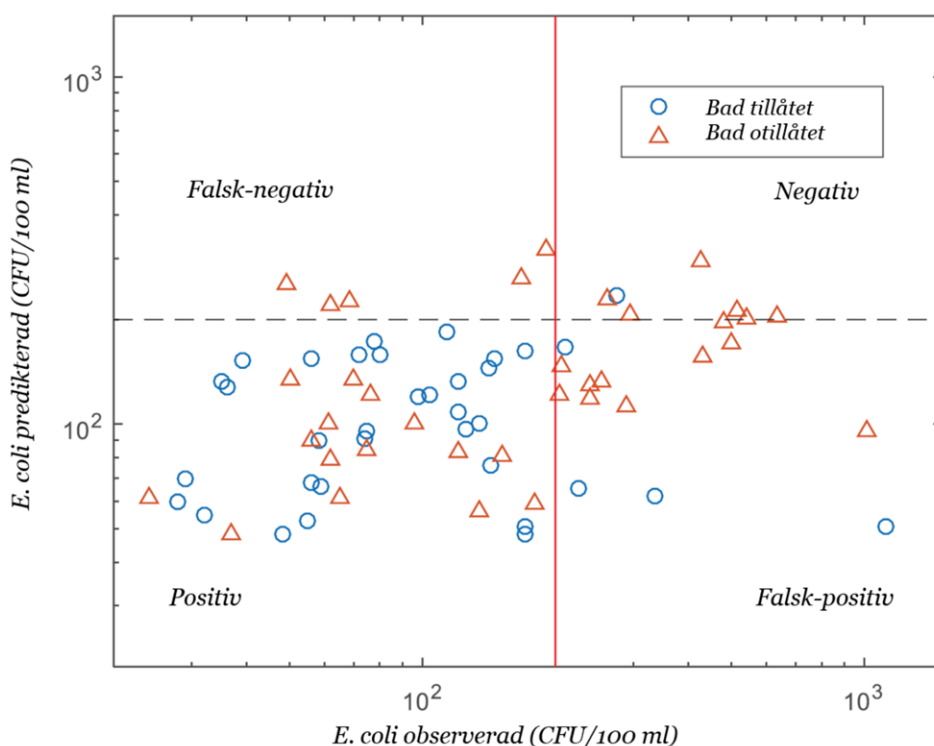 10³
Bad tillåtet
Bad otillåtet
Falsk-negativ
Negativ
E. coli predikterad (CFU/100 ml)
10²
Positiv
Falsk-positiv
10²
10³
E. coli observerad (CFU/100 ml)